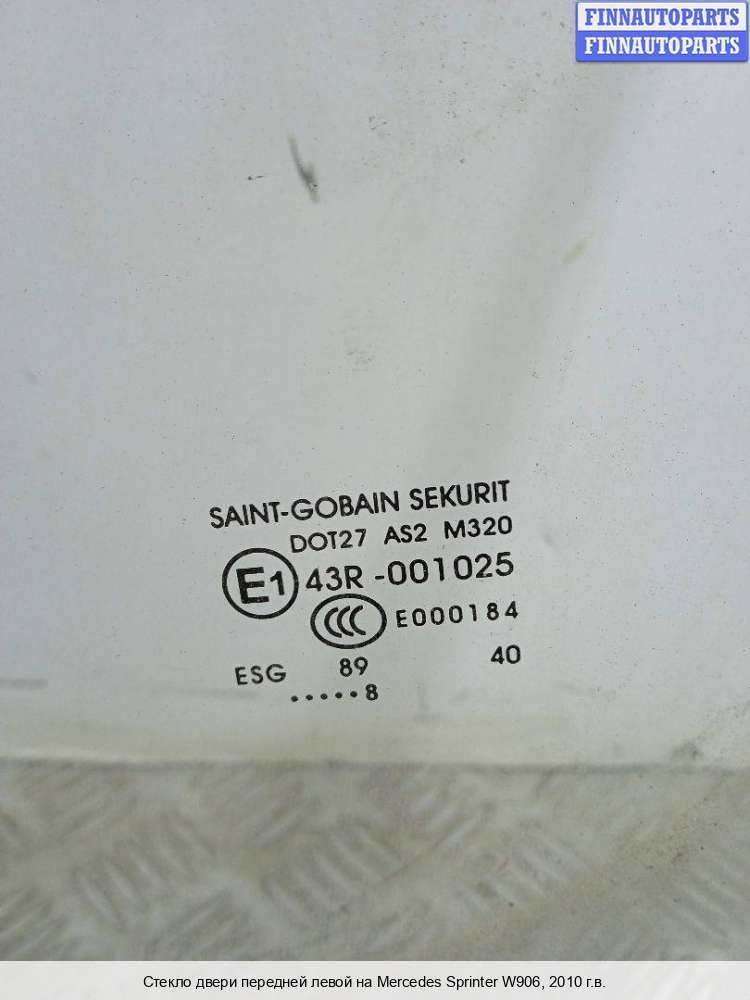 FINNAUTOPARTS
FINNAUTOPARTS
SAINT-GOBAIN SEKURIT
DOT27 AS2 M320
E1 43R -001025
CCC E000184
ESG 89 40
.....8
Стекло двери передней левой на Mercedes Sprinter W906, 2010 г.в.